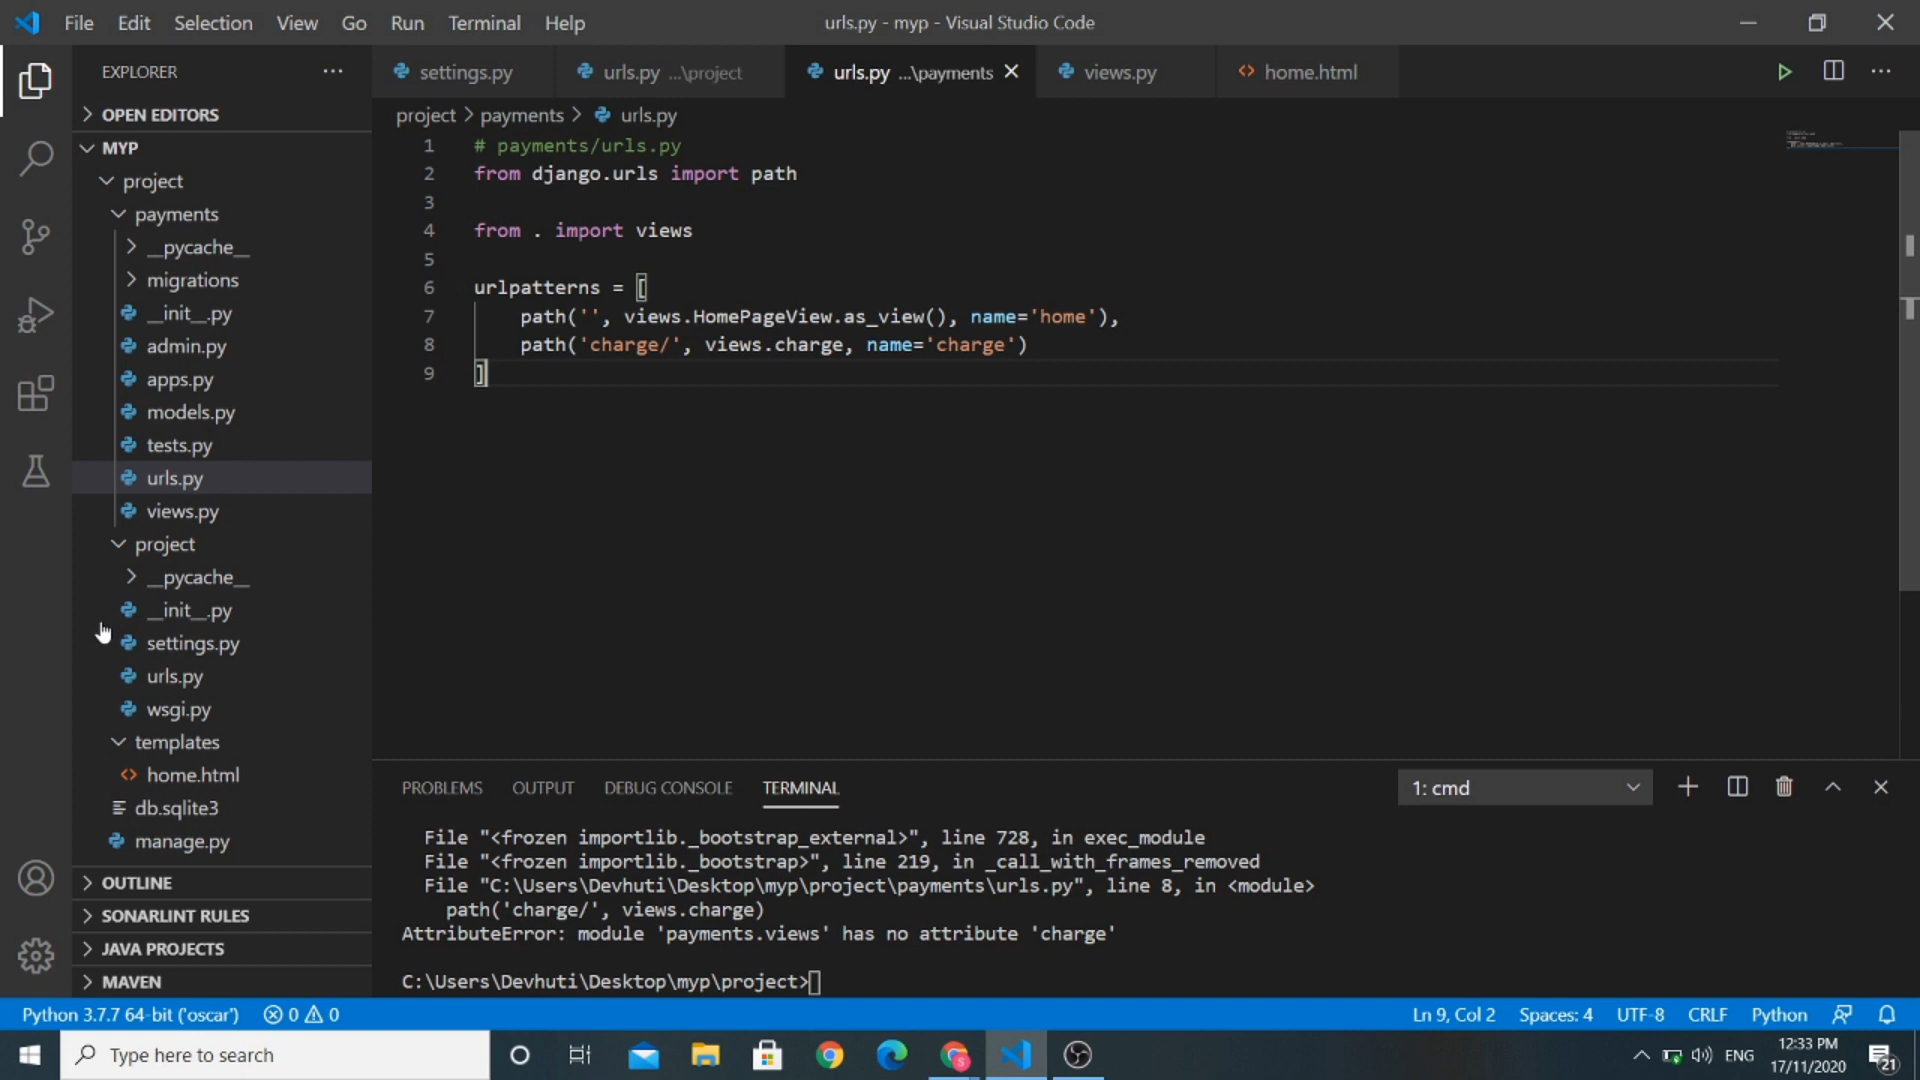 File Edit Selection View Go Run Terminal Help
urls.py - myp - Visual Studio Code
EXPLORER
OPEN EDITORS
MYP
project
payments
__pycache__
migrations
__init__.py
admin.py
apps.py
models.py
tests.py
urls.py
views.py
project
__pycache__
__init__.py
settings.py
urls.py
wsgi.py
templates
home.html
db.sqlite3
manage.py
OUTLINE
SONARLINT RULES
JAVA PROJECTS
MAVEN
settings.py urls.py ...\project urls.py ...\payments views.py home.html
project > payments > urls.py
1 # payments/urls.py
2 from django.urls import path
3
4 from . import views
5
6 urlpatterns = [
7 path('', views.HomePageView.as_view(), name='home'),
8 path('charge/', views.charge, name='charge')
9 ]
PROBLEMS OUTPUT DEBUG CONSOLE TERMINAL 1: cmd
File "<frozen importlib._bootstrap_external>", line 728, in exec_module
File "<frozen importlib._bootstrap>", line 219, in _call_with_frames_removed
File "C:\Users\Devhuti\Desktop\myp\project\payments\urls.py", line 8, in <module>
path('charge/', views.charge)
AttributeError: module 'payments.views' has no attribute 'charge'
C:\Users\Devhuti\Desktop\myp\project>
Python 3.7.7 64-bit ('oscar') 0 0 Ln 9, Col 2 Spaces: 4 UTF-8 CRLF Python
Type here to search
ENG
12:33 PM
17/11/2020
21